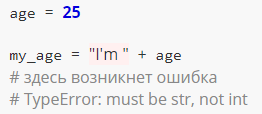 age = 25
my_age = "I'm " + age
# здесь возникнет ошибка
# TypeError: must be str, not int